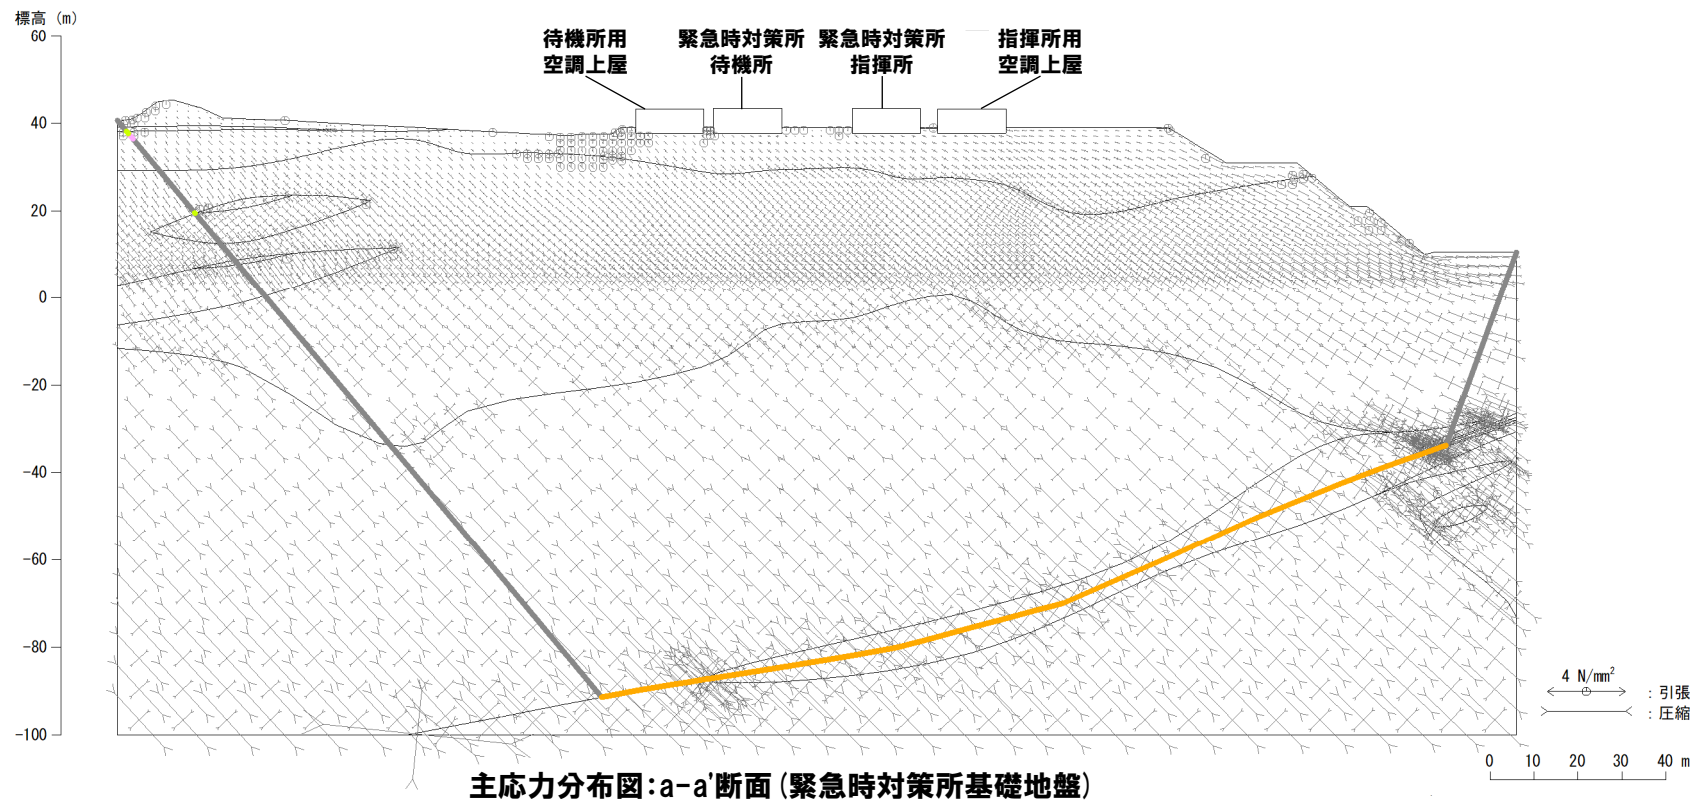 標高 (m)
60
40
20
0
-20
-40
-60
-80
-100
待機所用
空調上屋
緊急時対策所
待機所
緊急時対策所
指揮所
指揮所用
空調上屋
4 N/mm²
：引張
：圧縮
0 10 20 30 40 m
主応力分布図:a-a'断面(緊急時対策所基礎地盤)